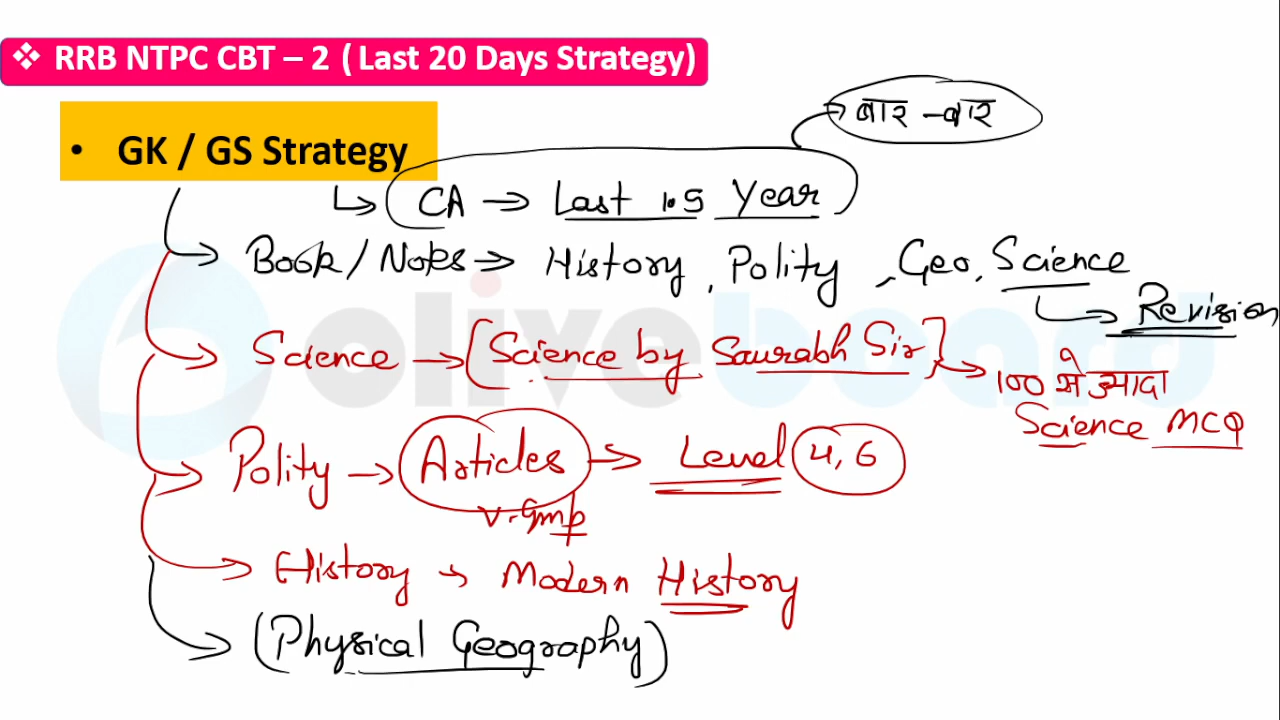 ❖ RRB NTPC CBT – 2 ( Last 20 Days Strategy)
बार -बार
• GK / GS Strategy
CA → Last 1.5 Year
Book / Notes → History, Polity, Geo, Science
Revision
Science → [Science by Saurabh Sir] → 100 से ज्यादा
Science MCQ
Polity → Articles → Level 4, 6
v. Imp
History → Modern History
(Physical Geography)
oliveboard